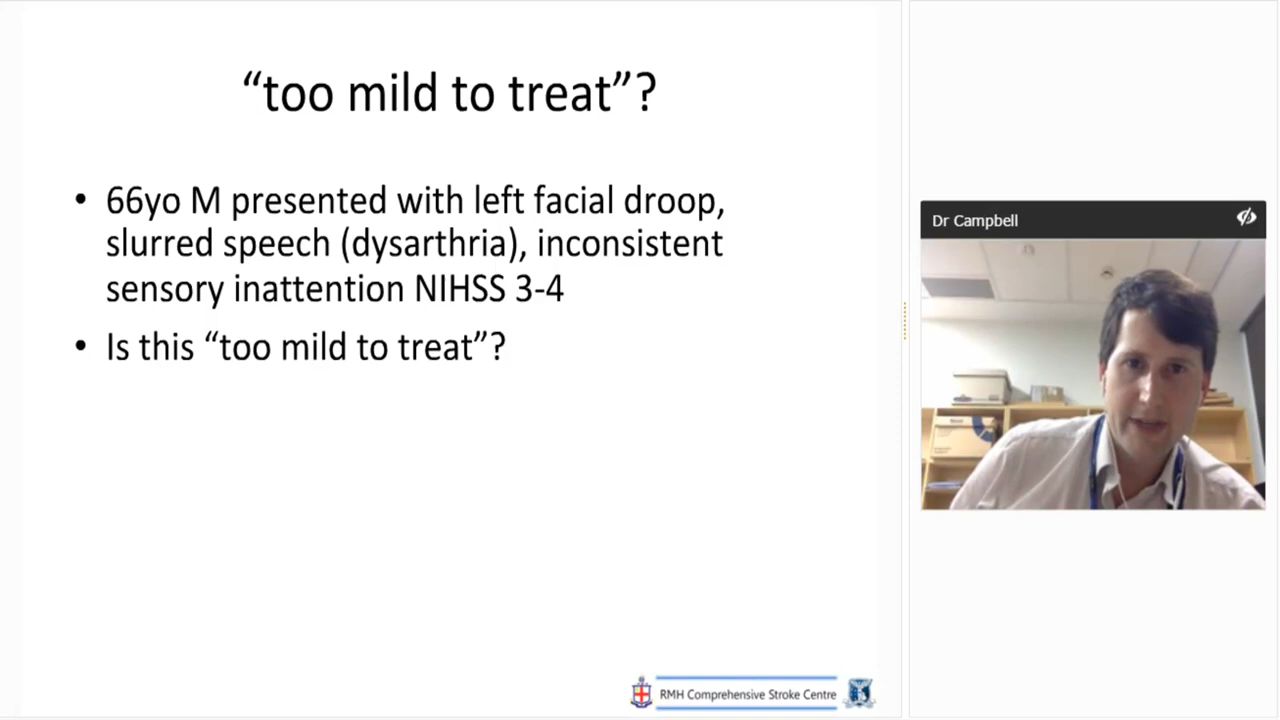 “too mild to treat”?
• 66yo M presented with left facial droop,
slurred speech (dysarthria), inconsistent
sensory inattention NIHSS 3-4
• Is this “too mild to treat”?
RMH Comprehensive Stroke Centre
Dr Campbell